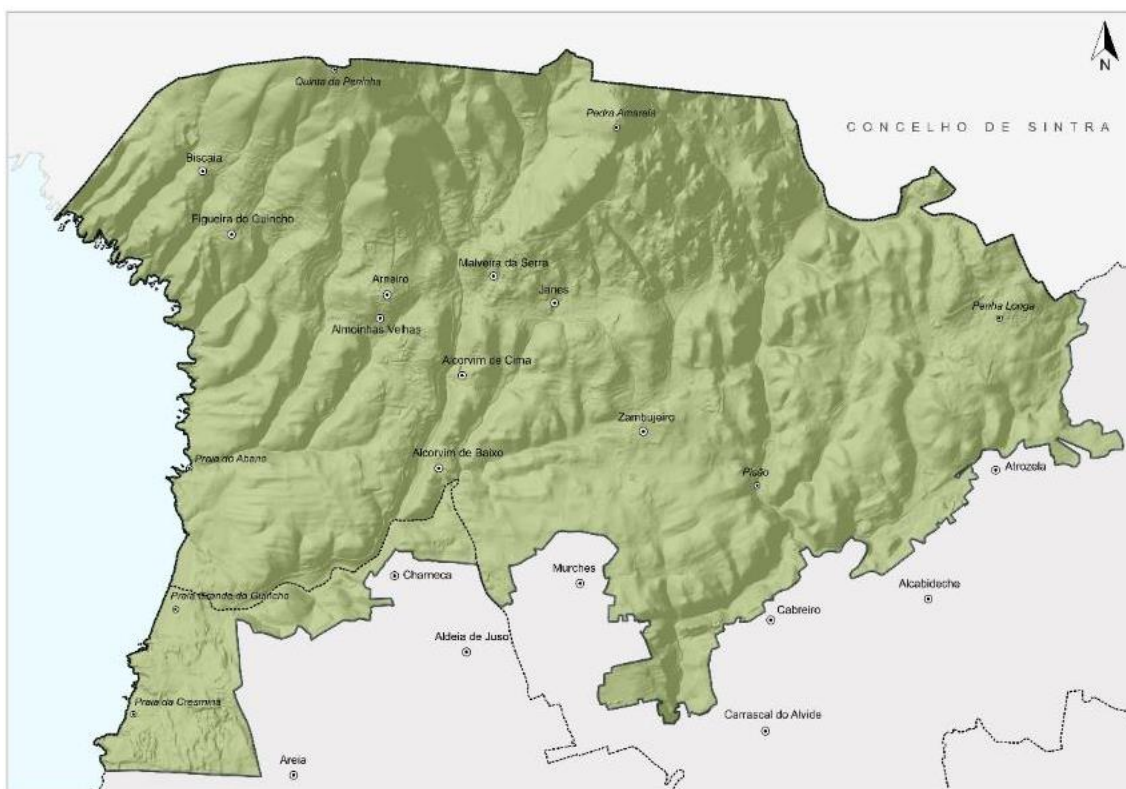 N
Quinta da Peninha
Pedra Amarela
CONCELHO DE SINTRA
Biscaia
Figueira do Guincho
Malveira da Serra
Arneiro
Janes
Penha Longa
Almoinhas Velhas
Alcorvim de Cima
Zambujeiro
Alcorvim de Baixo
Praia do Abano
Atrozela
Pisão
Charneca
Murches
Alcabideche
Praia Grande do Guincho
Cabreiro
Aldeia de Juso
Praia da Cresmina
Carrascal do Alvide
Areia